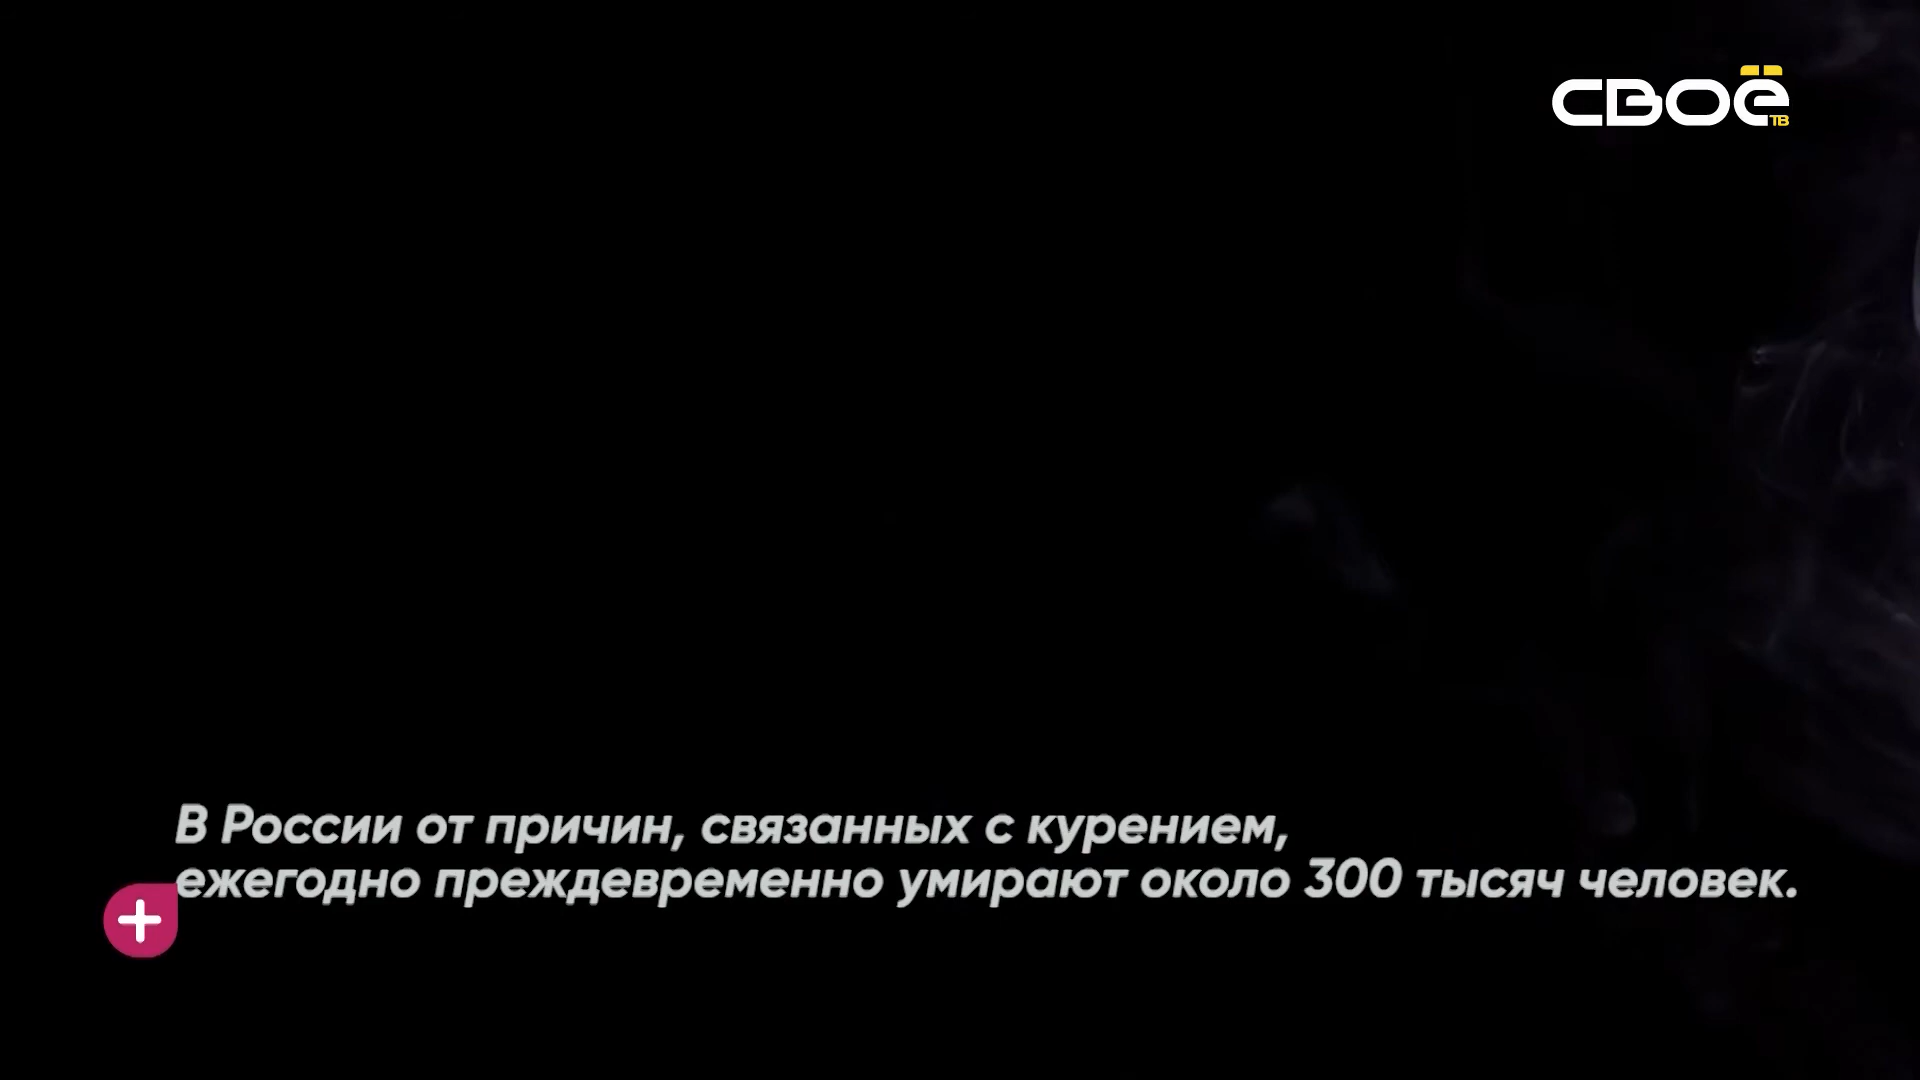 СВОЁ
ТВ
В России от причин, связанных с курением,
ежегодно преждевременно умирают около 300 тысяч человек.